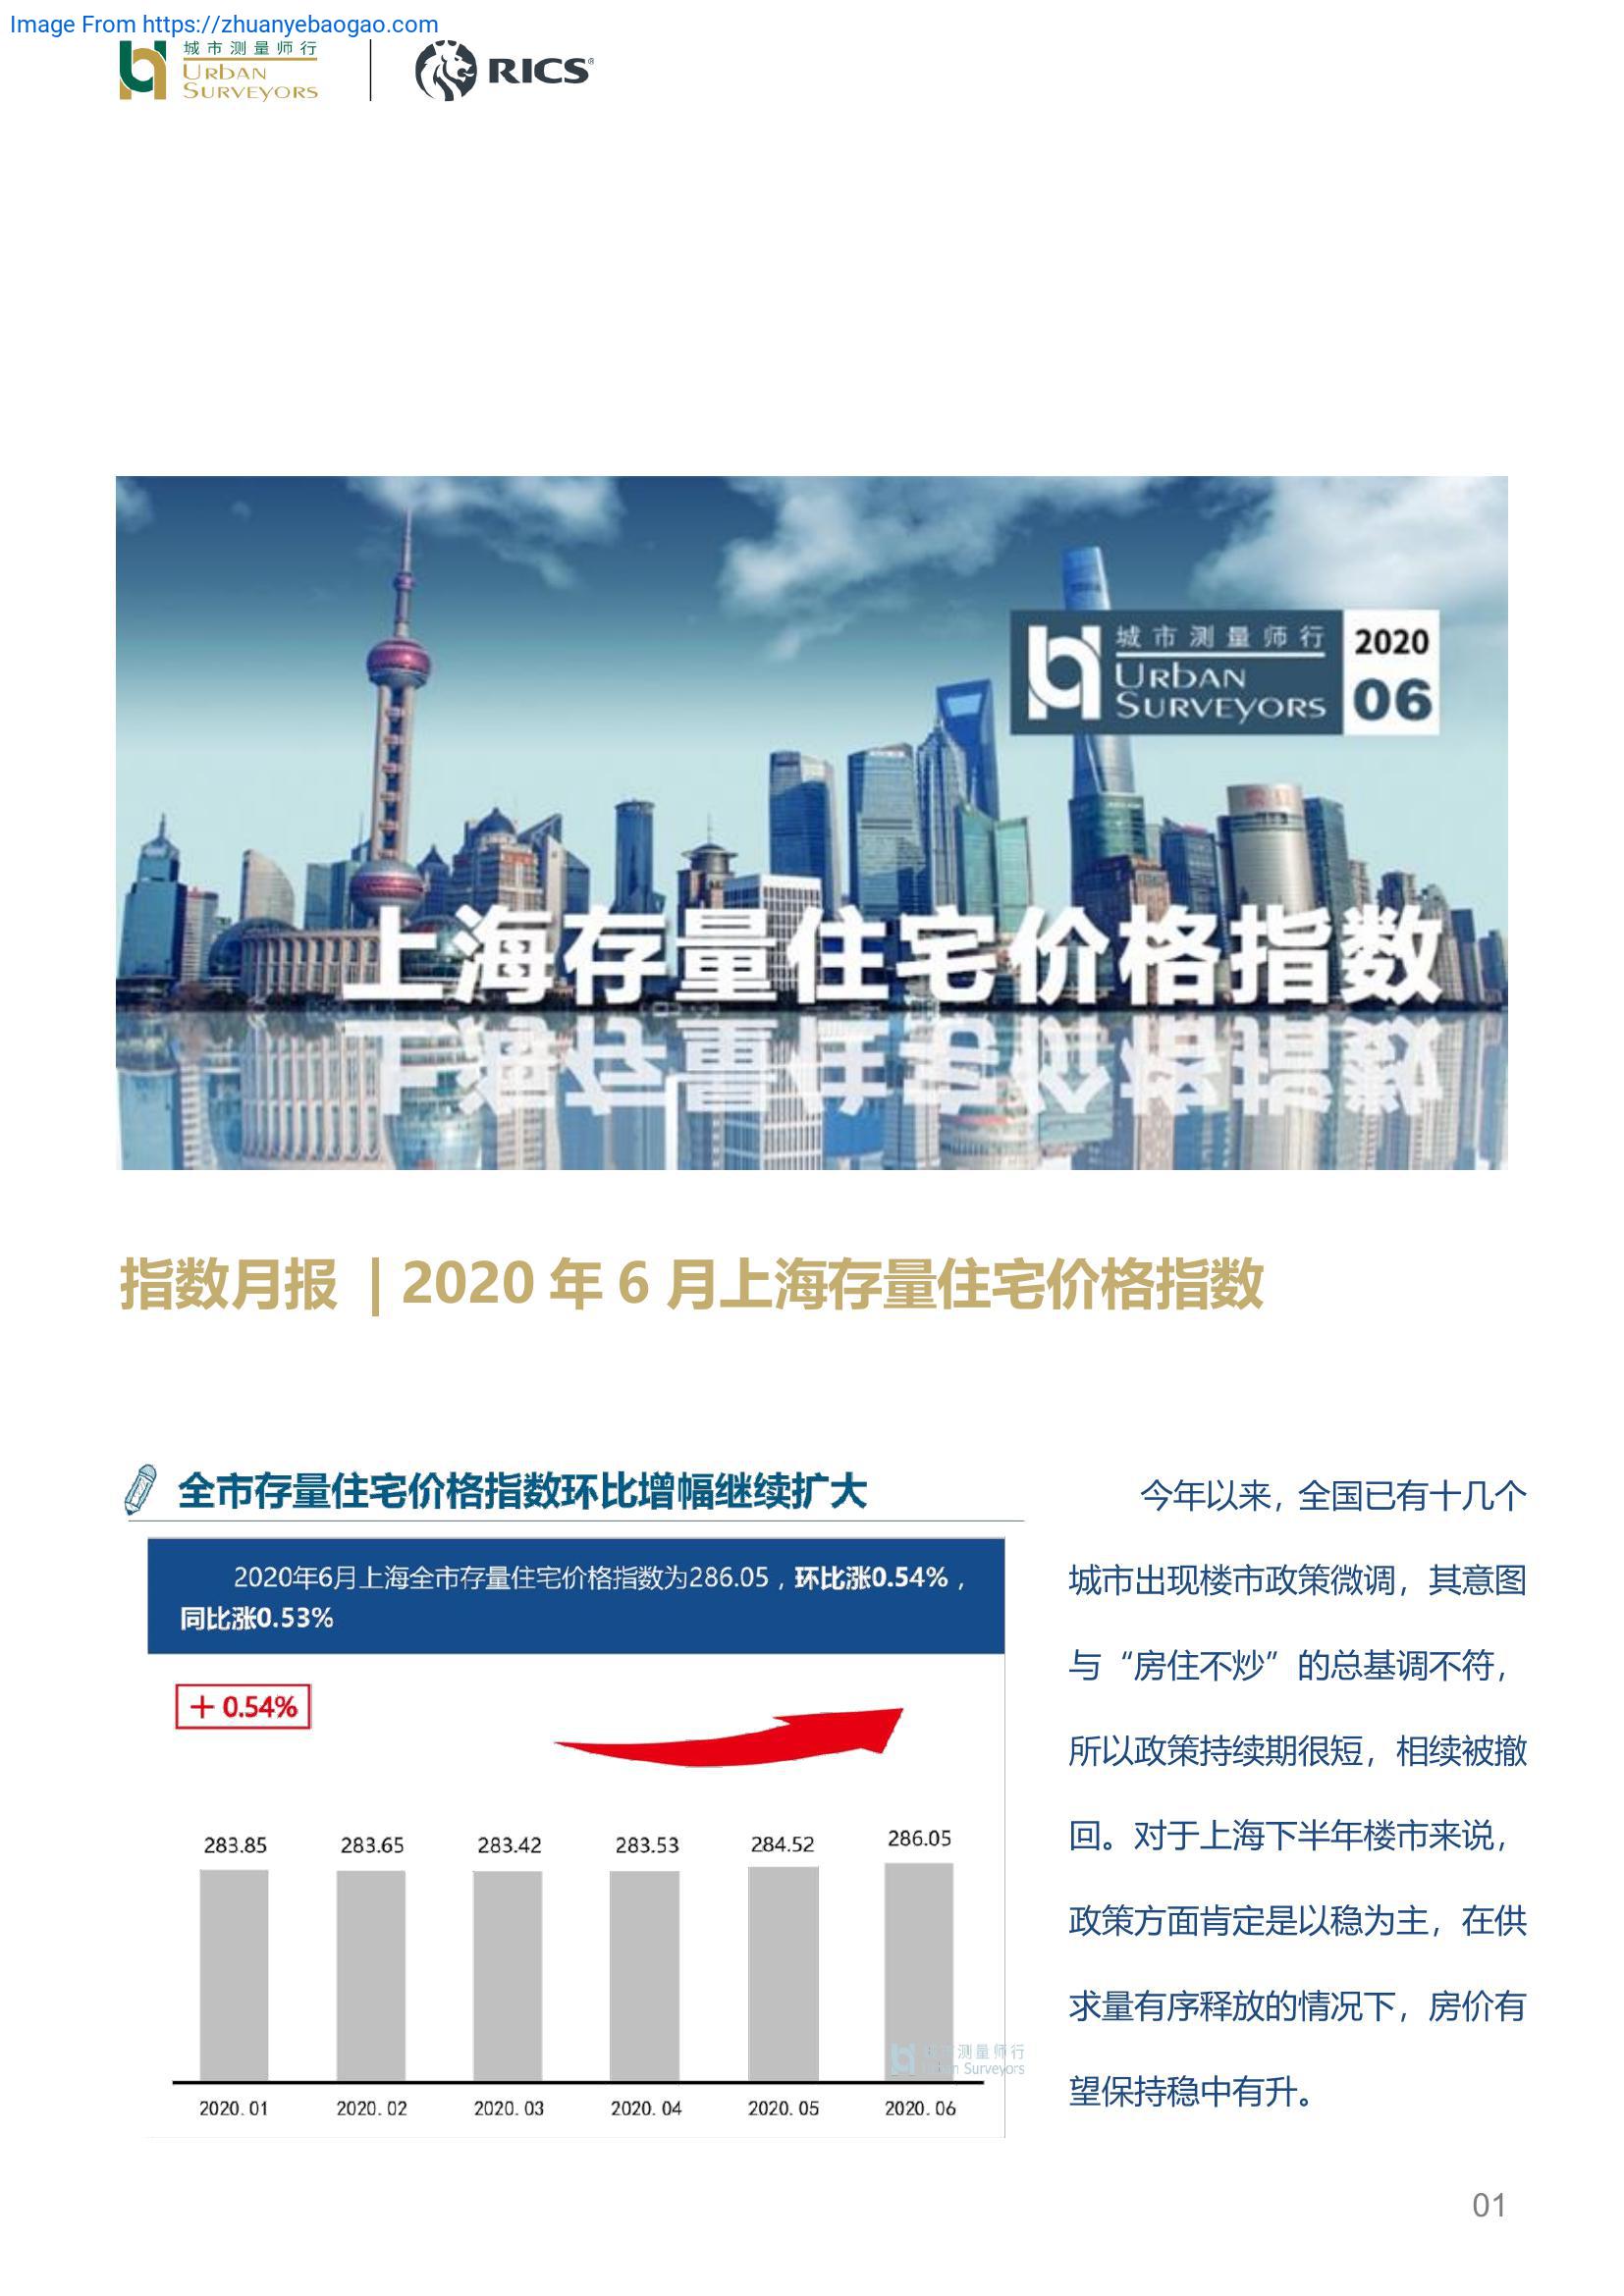 Image From https://zhuanyebaogao.com
城市测量师行
URBAN
SURVEYORS
RICS®
城市测量师行
URBAN
SURVEYORS
2020
06
上海存量住宅价格指数
指数月报 | 2020 年 6 月上海存量住宅价格指数
全市存量住宅价格指数环比增幅继续扩大
2020年6月上海全市存量住宅价格指数为286.05，环比涨0.54%，
同比涨0.53%
＋0.54%
283.85 283.65 283.42 283.53 284.52 286.05
2020.01 2020.02 2020.03 2020.04 2020.05 2020.06
测量师行
Surveyors
今年以来，全国已有十几个
城市出现楼市政策微调，其意图
与“房住不炒”的总基调不符，
所以政策持续期很短，相续被撤
回。对于上海下半年楼市来说，
政策方面肯定是以稳为主，在供
求量有序释放的情况下，房价有
望保持稳中有升。
01